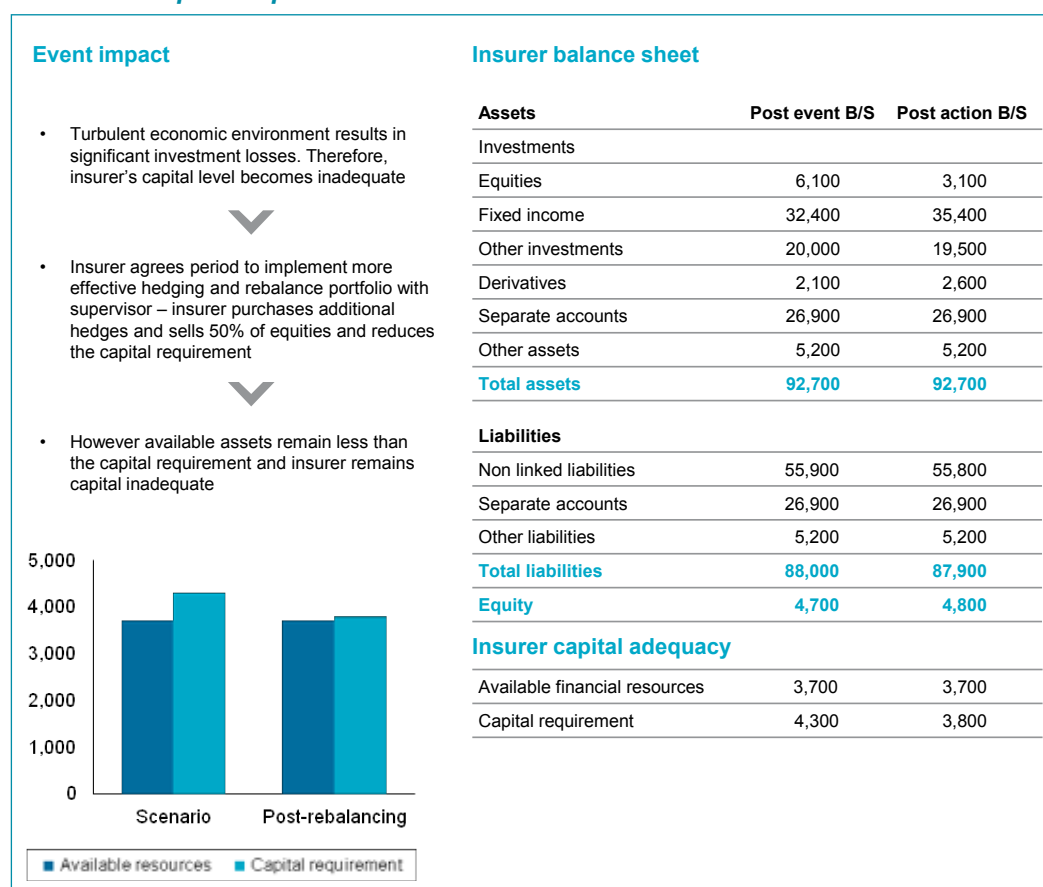 Event impact
• Turbulent economic environment results in
significant investment losses. Therefore,
insurer's capital level becomes inadequate
• Insurer agrees period to implement more
effective hedging and rebalance portfolio with
supervisor – insurer purchases additional
hedges and sells 50% of equities and reduces
the capital requirement
• However available assets remain less than
the capital requirement and insurer remains
capital inadequate
5,000
4,000
3,000
2,000
1,000
0
Scenario Post-rebalancing
Available resources Capital requirement
Insurer balance sheet
Assets Post event B/S Post action B/S
Investments
Equities 6,100 3,100
Fixed income 32,400 35,400
Other investments 20,000 19,500
Derivatives 2,100 2,600
Separate accounts 26,900 26,900
Other assets 5,200 5,200
Total assets 92,700 92,700
Liabilities
Non linked liabilities 55,900 55,800
Separate accounts 26,900 26,900
Other liabilities 5,200 5,200
Total liabilities 88,000 87,900
Equity 4,700 4,800
Insurer capital adequacy
Available financial resources 3,700 3,700
Capital requirement 4,300 3,800